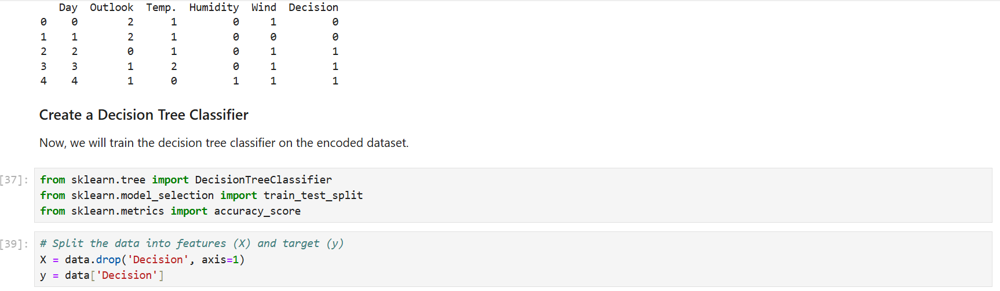 Day Outlook Temp. Humidity Wind Decision
0 0 2 1 0 1 0
1 1 2 1 0 0 0
2 2 0 1 0 1 1
3 3 1 2 0 1 1
4 4 1 0 1 1 1
Create a Decision Tree Classifier
Now, we will train the decision tree classifier on the encoded dataset.
[37]: from sklearn.tree import DecisionTreeClassifier
from sklearn.model_selection import train_test_split
from sklearn.metrics import accuracy_score
[39]: # Split the data into features (X) and target (y)
X = data.drop('Decision', axis=1)
y = data['Decision']